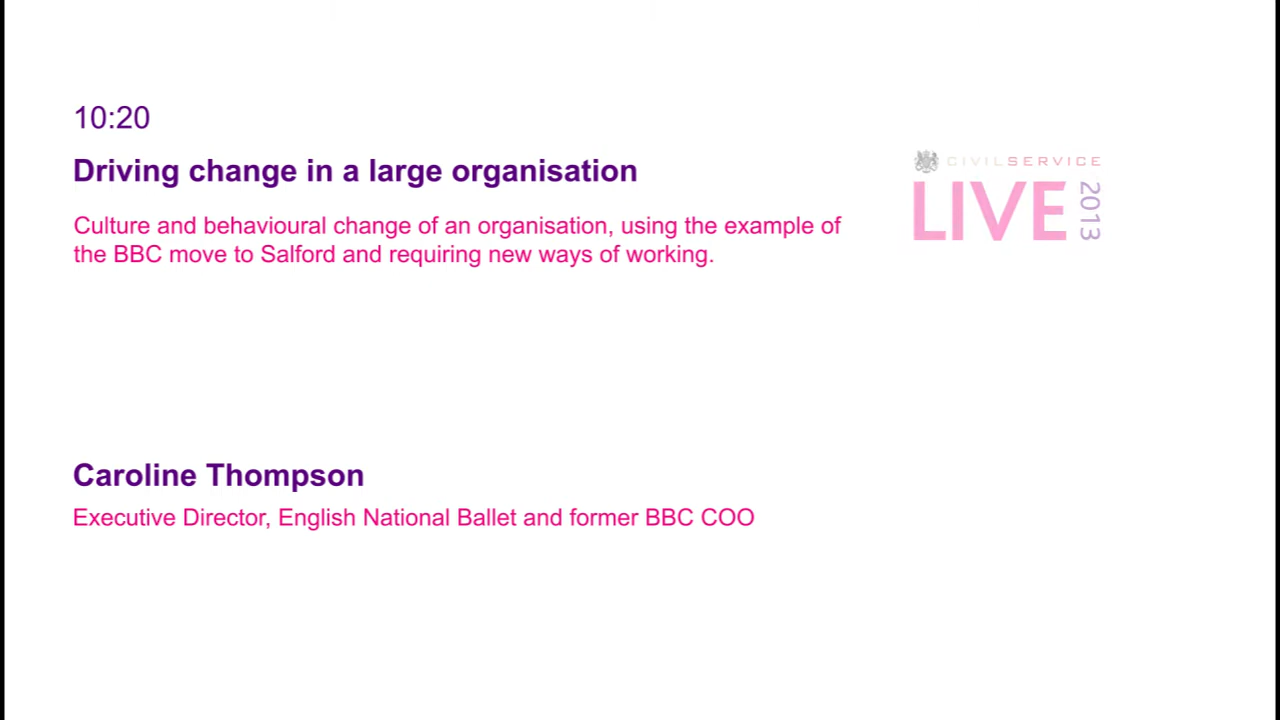 10:20
Driving change in a large organisation
Culture and behavioural change of an organisation, using the example of
the BBC move to Salford and requiring new ways of working.
CIVILSERVICE
LIVE
2013
Caroline Thompson
Executive Director, English National Ballet and former BBC COO